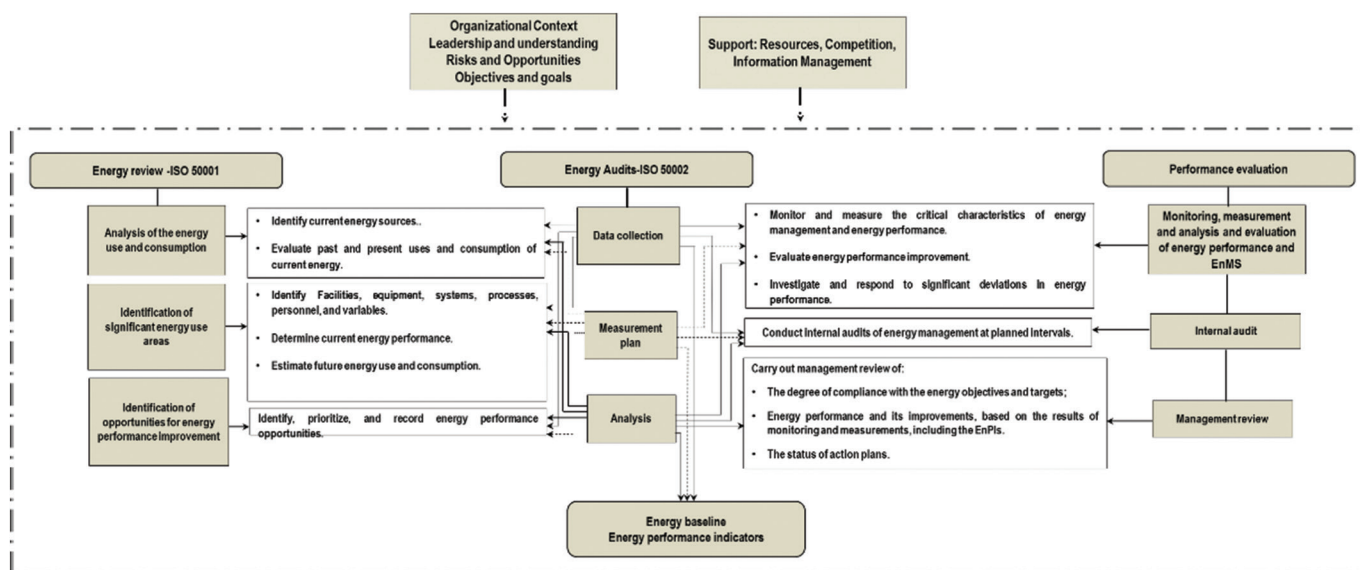 Organizational Context
Leadership and understanding
Risks and Opportunities
Objectives and goals
Support: Resources, Competition,
Information Management
Energy review -ISO 50001
Energy Audits-ISO 50002
Performance evaluation
Analysis of the energy
use and consumption
• Identify current energy sources..
• Evaluate past and present uses and consumption of
current energy.
Data collection
• Monitor and measure the critical characteristics of energy
management and energy performance.
• Evaluate energy performance improvement.
• Investigate and respond to significant deviations in energy
performance.
Monitoring, measurement
and analysis and evaluation
of energy performance and
EnMS
Identification of
significant energy use
areas
• Identify Facilities, equipment, systems, processes,
personnel, and variables.
• Determine current energy performance.
• Estimate future energy use and consumption.
Measurement
plan
Conduct Internal audits of energy management at planned intervals.
Internal audit
Identification of
opportunities for energy
performance improvement
Identify, prioritize, and record energy performance
opportunities.
Analysis
Carry out management review of:
• The degree of compliance with the energy objectives and targets;
• Energy performance and its improvements, based on the results of
monitoring and measurements, including the EnPIs.
• The status of action plans.
Management review
Energy baseline
Energy performance indicators